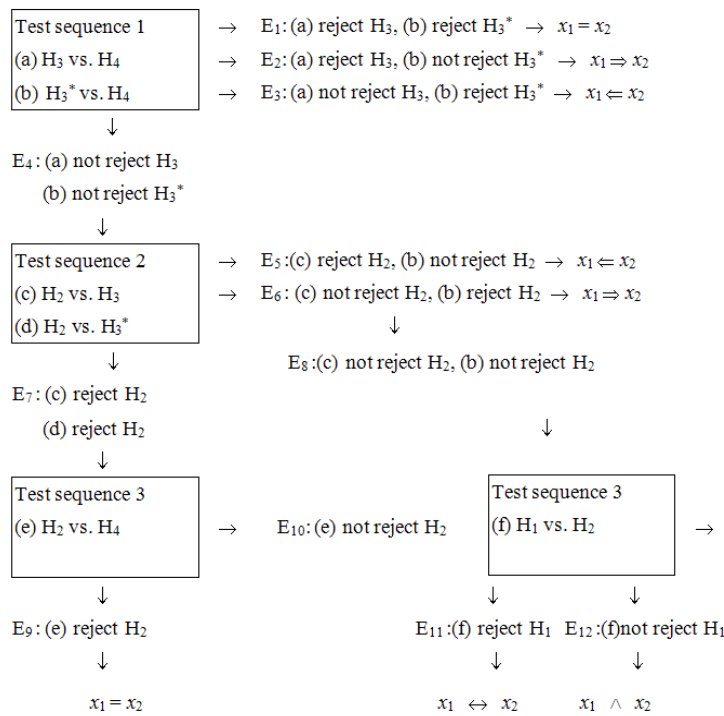 Test sequence 1 → E₁: (a) reject H₃, (b) reject H₃* → x₁ = x₂
(a) H₃ vs. H₄ → E₂: (a) reject H₃, (b) not reject H₃* → x₁ ⇒ x₂
(b) H₃* vs. H₄ → E₃: (a) not reject H₃, (b) reject H₃* → x₁ ⇐ x₂
↓
E₄: (a) not reject H₃
(b) not reject H₃*
↓
Test sequence 2 → E₅:(c) reject H₂, (b) not reject H₂ → x₁ ⇐ x₂
(c) H₂ vs. H₃ → E₆: (c) not reject H₂, (b) reject H₂ → x₁ ⇒ x₂
(d) H₂ vs. H₃*
↓ ↓
E₈:(c) not reject H₂, (b) not reject H₂
E₇: (c) reject H₂
(d) reject H₂ ↓
↓
Test sequence 3 Test sequence 3
(e) H₂ vs. H₄ → E₁₀: (e) not reject H₂ (f) H₁ vs. H₂ →
↓ ↓ ↓
E₉: (e) reject H₂ E₁₁:(f) reject H₁ E₁₂:(f)not reject H₁
↓ ↓ ↓
x₁ = x₂ x₁ ↔ x₂ x₁ ∧ x₂